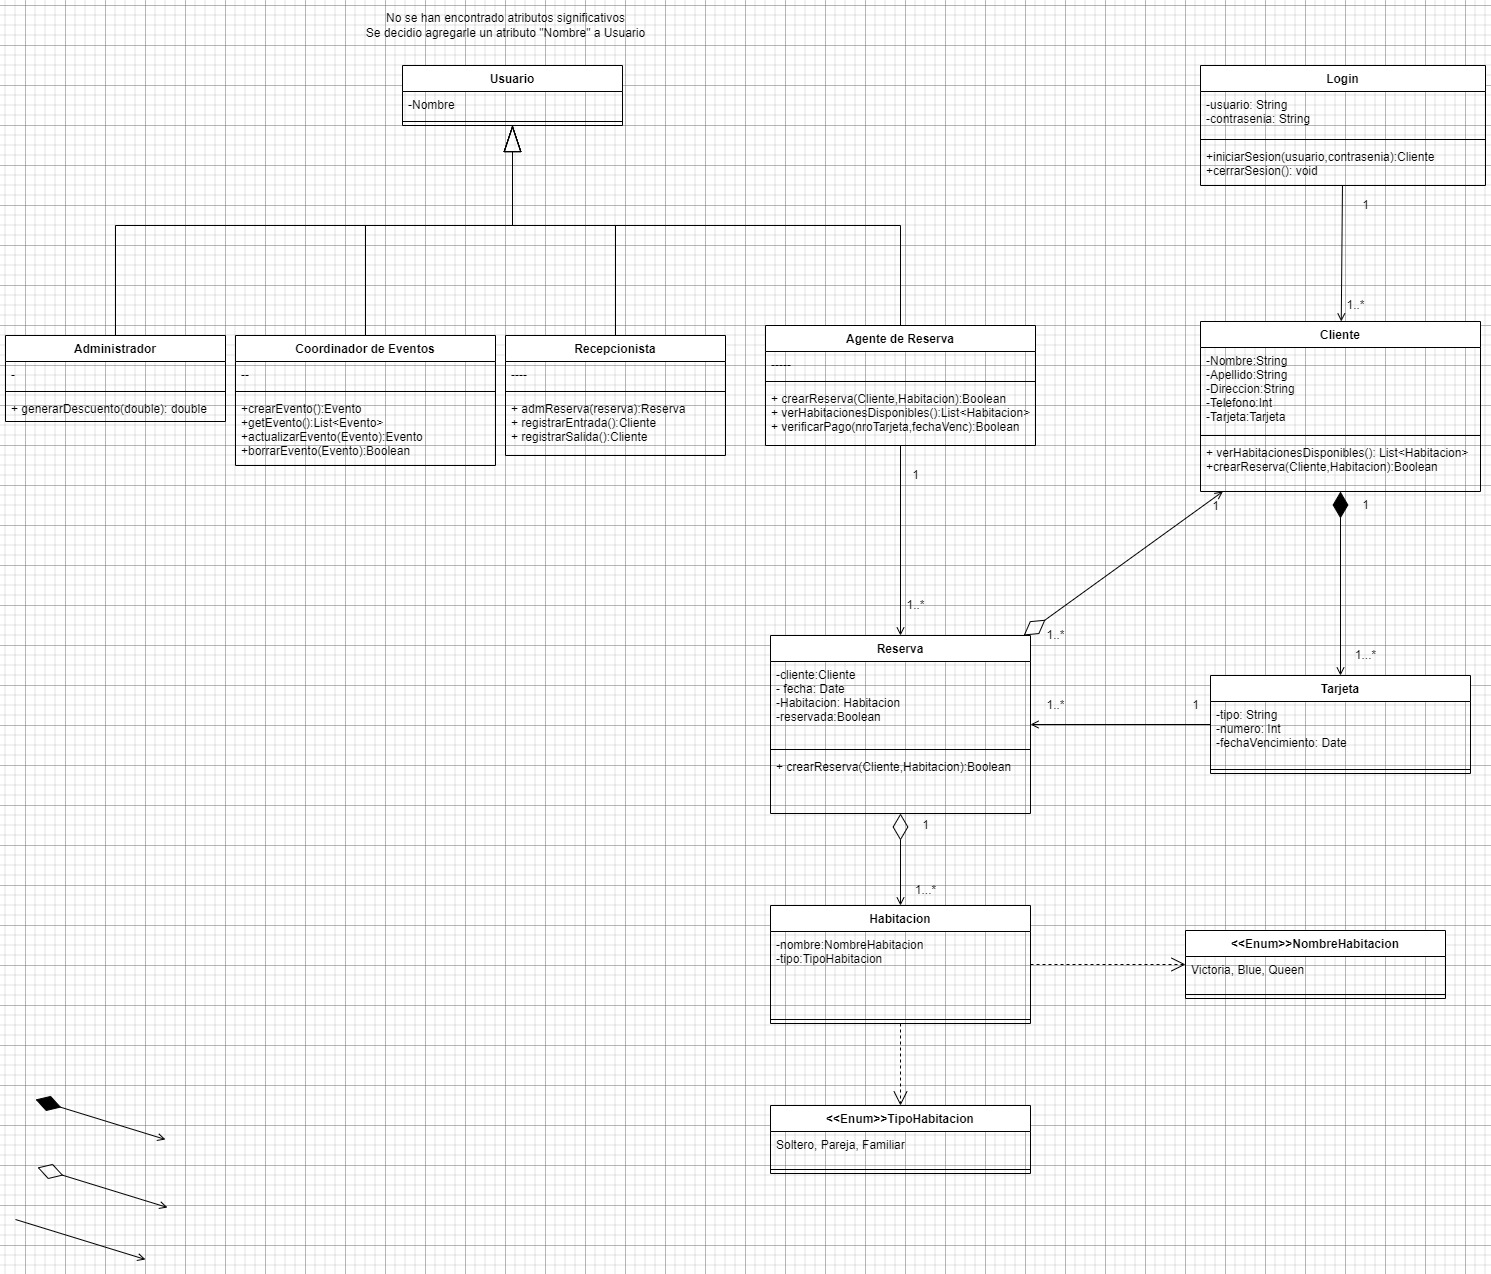 No se han encontrado atributos significativos
Se decidio agregarle un atributo "Nombre" a Usuario
Usuario
-Nombre
Login
-usuario: String
-contrasenia: String
+iniciarSesion(usuario,contrasenia):Cliente
+cerrarSesion(): void
1
1..*
Administrador
-
+ generarDescuento(double): double
Coordinador de Eventos
--
+crearEvento():Evento
+getEvento():List<Evento>
+actualizarEvento(Evento):Evento
+borrarEvento(Evento):Boolean
Recepcionista
----
+ admReserva(reserva):Reserva
+ registrarEntrada():Cliente
+ registrarSalida():Cliente
Agente de Reserva
-----
+ crearReserva(Cliente,Habitacion):Boolean
+ verHabitacionesDisponibles():List<Habitacion>
+ verificarPago(nroTarjeta,fechaVenc):Boolean
Cliente
-Nombre:String
-Apellido:String
-Direccion:String
-Telefono:Int
-Tarjeta:Tarjeta
+ verHabitacionesDisponibles(): List<Habitacion>
+crearReserva(Cliente,Habitacion):Boolean
1
1
1
1..*
1..*
1...*
Reserva
-cliente:Cliente
- fecha: Date
-Habitacion: Habitacion
-reservada:Boolean
+ crearReserva(Cliente,Habitacion):Boolean
1..*
1
Tarjeta
-tipo: String
-numero: Int
-fechaVencimiento: Date
1
1...*
Habitacion
-nombre:NombreHabitacion
-tipo:TipoHabitacion
<<Enum>>NombreHabitacion
Victoria, Blue, Queen
<<Enum>>TipoHabitacion
Soltero, Pareja, Familiar